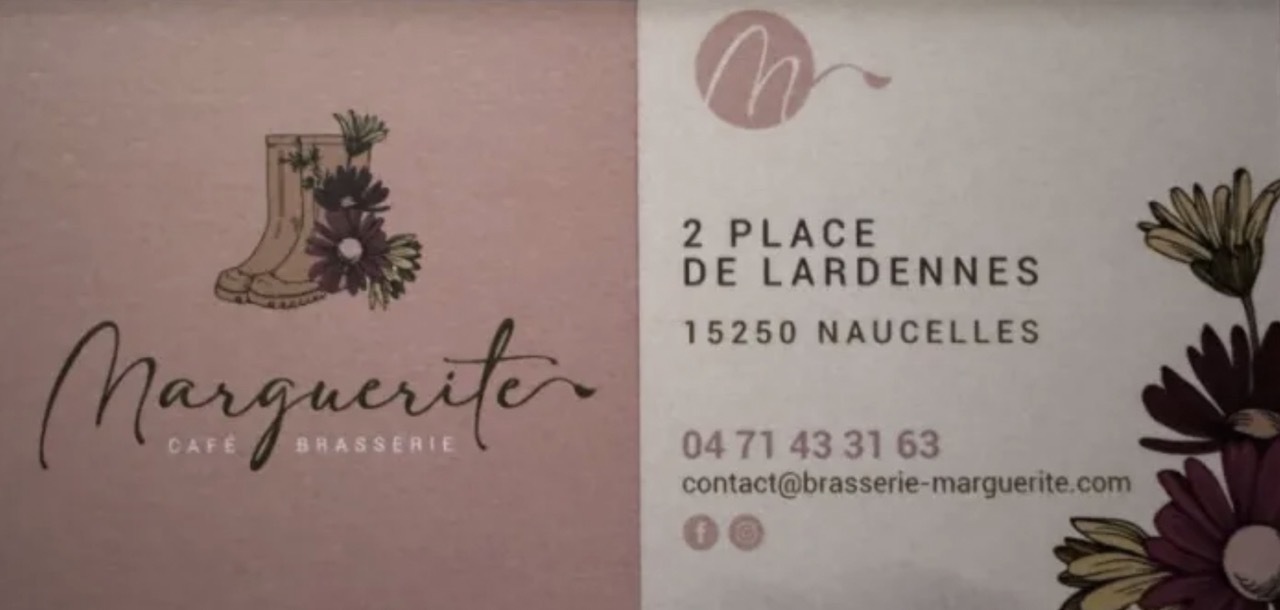 Marguerite
CAFÉ BRASSERIE
m
2 PLACE
DE LARDENNES
15250 NAUCELLES
04 71 43 31 63
contact@brasserie-marguerite.com